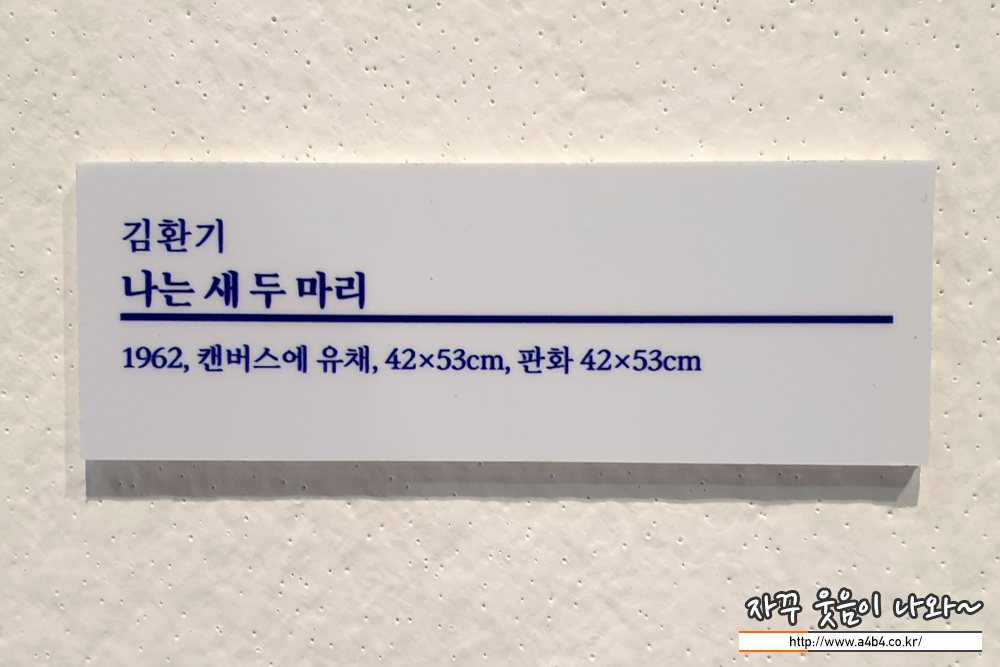 김환기
나는 새 두 마리
1962, 캔버스에 유채, 42×53cm, 판화 42×53cm
자꾸 웃음이 나와~
http://www.a4b4.co.kr/